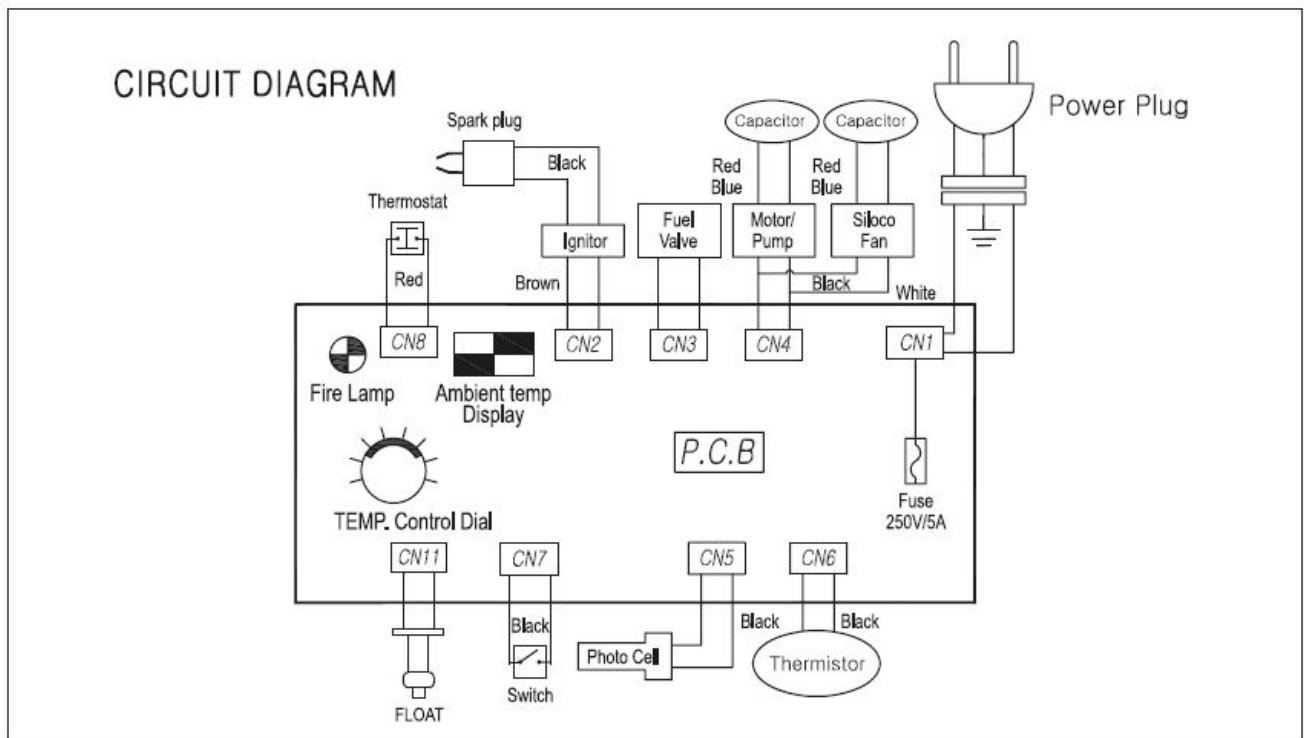 CIRCUIT DIAGRAM
Power Plug
Spark plug
Capacitor
Capacitor
Black
Red
Blue
Red
Blue
Thermostat
Ignitor
Fuel
Valve
Motor/
Pump
Siloco
Fan
Red
Brown
Black
White
CN8
CN2
CN3
CN4
CN1
Fire Lamp
Ambient temp
Display
P.C.B
Fuse
250V/5A
TEMP. Control Dial
CN11
CN7
CN5
CN6
Black
Black
Black
Photo Cell
Thermistor
Switch
FLOAT